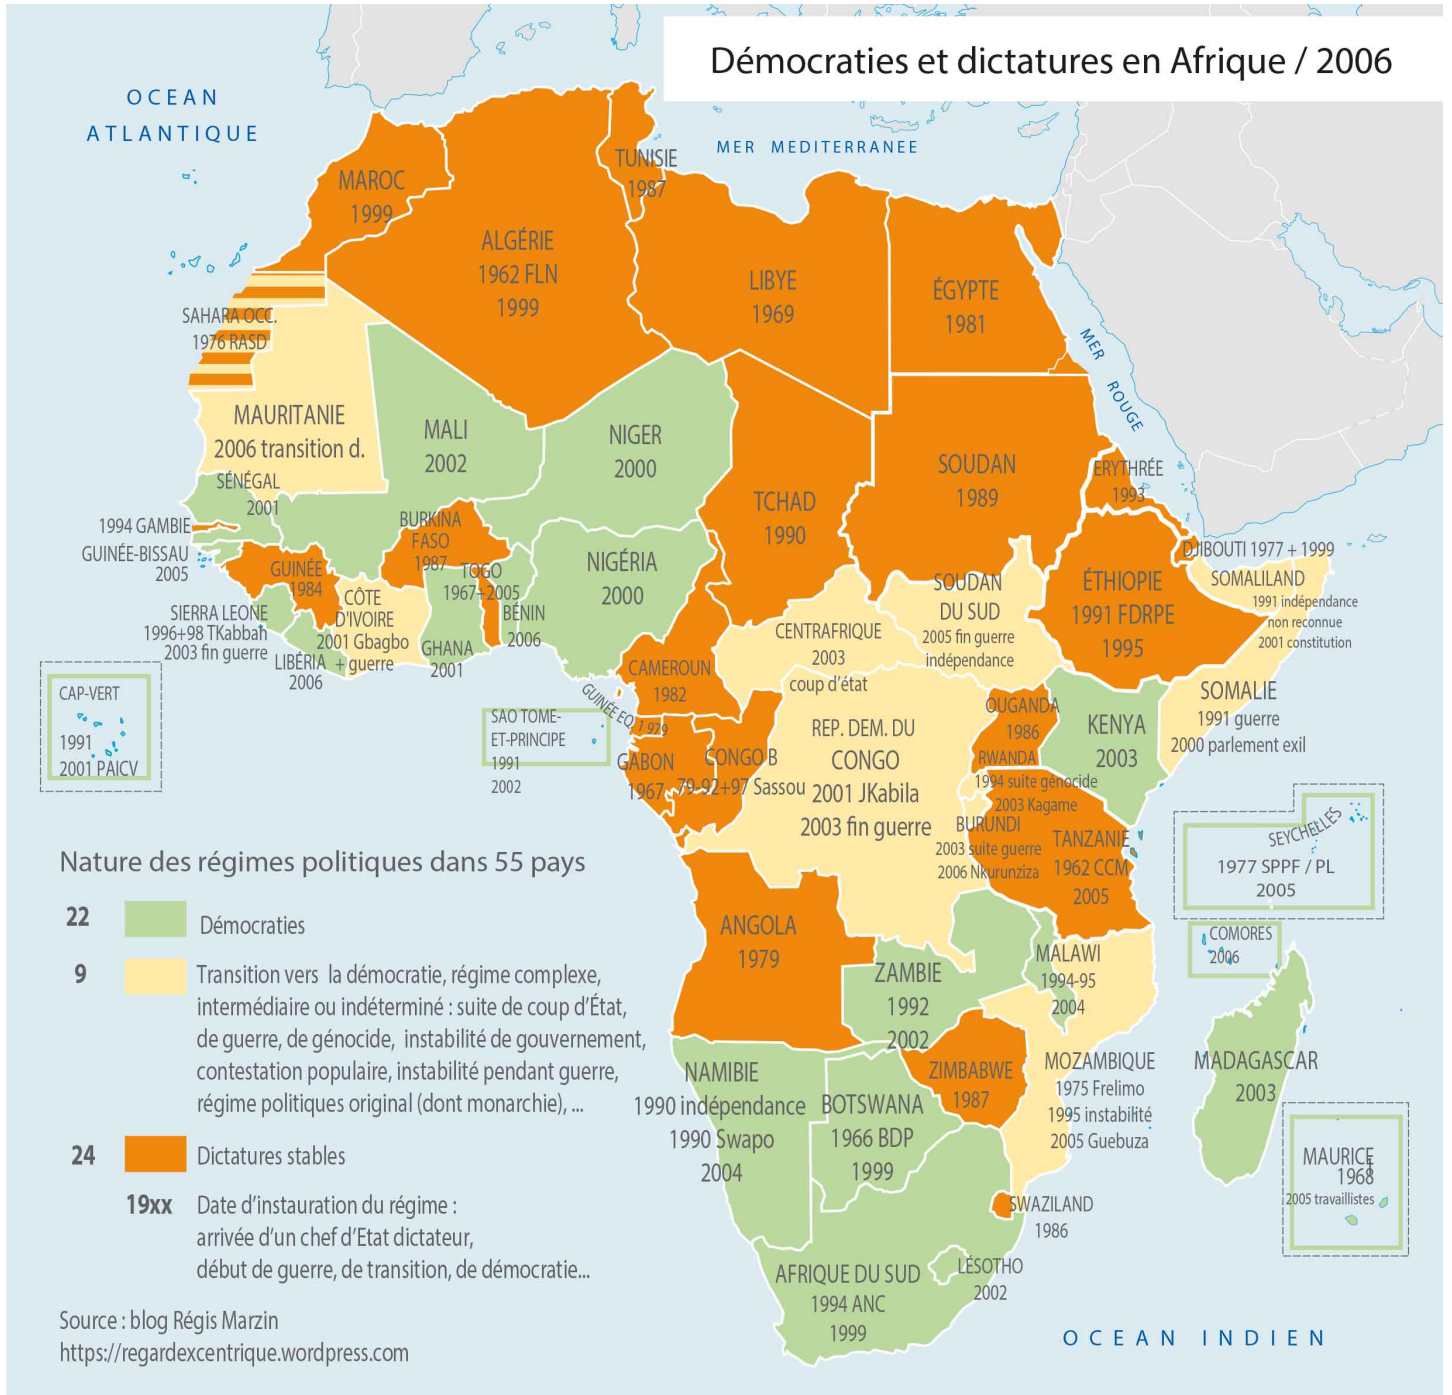 Démocraties et dictatures en Afrique / 2006
OCEAN
ATLANTIQUE
MER MEDITERRANEE
MER ROUGE
MAROC
1999
TUNISIE
1987
ALGÉRIE
1962 FLN
1999
LIBYE
1969
ÉGYPTE
1981
SAHARA OCC.
1976 RASD
MAURITANIE
2006 transition d.
MALI
2002
NIGER
2000
TCHAD
1990
SOUDAN
1989
ERYTHRÉE
1993
SÉNÉGAL
2001
1994 GAMBIE
GUINÉE-BISSAU
2005
GUINÉE
1984
SIERRA LEONE
1996+98 TKabbah
2003 fin guerre
LIBÉRIA
2006
CÔTE
D'IVOIRE
2001 Gbagbo
+ guerre
BURKINA
FASO
1987
GHANA
2001
TOGO
1967+2005
BÉNIN
2006
NIGÉRIA
2000
CAMEROUN
1982
GUINÉE EQ. 1979
CENTRAFRIQUE
2003
coup d'état
SOUDAN
DU SUD
2005 fin guerre
indépendance
ÉTHIOPIE
1991 FDRPE
1995
DJIBOUTI 1977 + 1999
SOMALILAND
1991 indépendance
non reconnue
2001 constitution
SOMALIE
1991 guerre
2000 parlement exil
CAP-VERT
1991
2001 PAICV
SAO TOME-
ET-PRINCIPE
1991
2002
GABON
1967
CONGO B
79-92+97 Sassou
REP. DEM. DU
CONGO
2001 JKabila
2003 fin guerre
OUGANDA
1986
KENYA
2003
RWANDA
1994 suite génocide
2003 Kagame
BURUNDI
2003 suite guerre
2006 Nkurunziza
TANZANIE
1962 CCM
2005
SEYCHELLES
1977 SPPF / PL
2005
COMORES
2006
ANGOLA
1979
ZAMBIE
1992
2002
MALAWI
1994-95
2004
MOZAMBIQUE
1975 Frelimo
1995 instabilité
2005 Guebuza
ZIMBABWE
1987
MADAGASCAR
2003
MAURICE
1968
2005 travaillistes
NAMIBIE
1990 indépendance
1990 Swapo
2004
BOTSWANA
1966 BDP
1999
SWAZILAND
1986
LÉSOTHO
2002
AFRIQUE DU SUD
1994 ANC
1999
OCEAN INDIEN
Nature des régimes politiques dans 55 pays
22 Démocraties
9 Transition vers la démocratie, régime complexe,
intermédiaire ou indéterminé : suite de coup d'État,
de guerre, de génocide, instabilité de gouvernement,
contestation populaire, instabilité pendant guerre,
régime politiques original (dont monarchie), ...
24 Dictatures stables
19xx Date d'instauration du régime :
arrivée d'un chef d'Etat dictateur,
début de guerre, de transition, de démocratie...
Source : blog Régis Marzin
https://regardexcentrique.wordpress.com